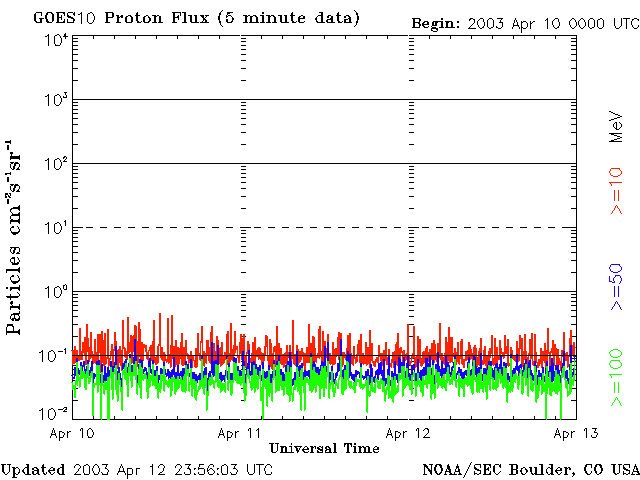 GOES10 Proton Flux (5 minute data)
Begin: 2003 Apr 10 0000 UTC
Particles cm⁻²s⁻¹sr⁻¹
10⁴
10³
10²
10¹
10⁰
10⁻¹
10⁻²
Apr 10
Apr 11
Apr 12
Apr 13
Universal Time
>=100 >=50 >=10 MeV
Updated 2003 Apr 12 23:56:03 UTC
NOAA/SEC Boulder, CO USA